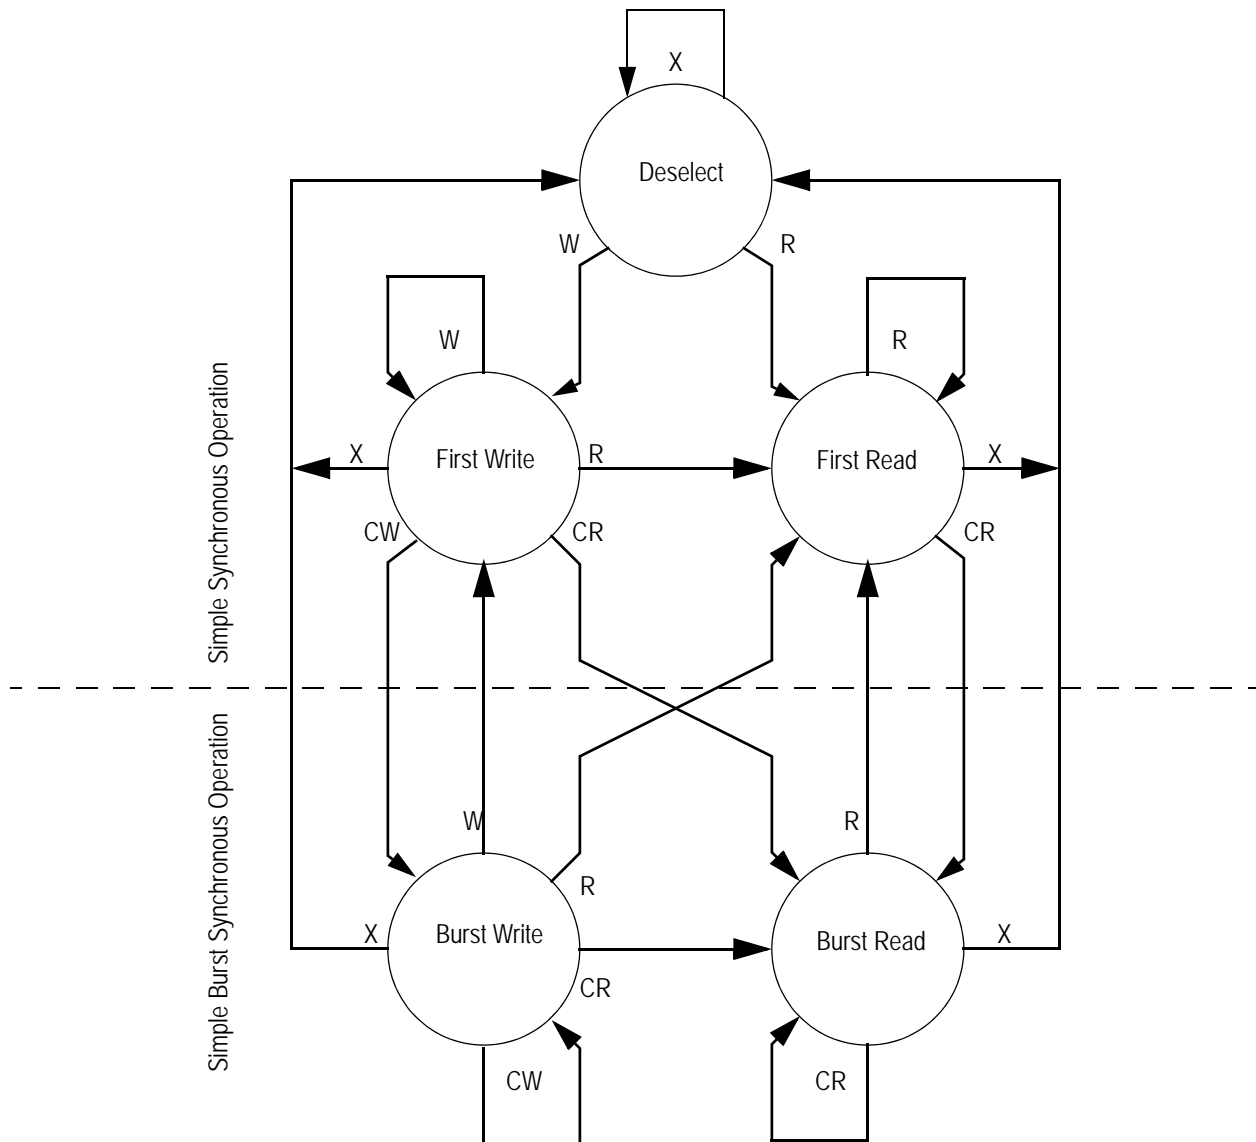 X
Deselect
W
R
W
R
Simple Synchronous Operation
X
First Write
R
First Read
X
CW
CR
CR
Simple Burst Synchronous Operation
W
R
R
X
Burst Write
Burst Read
X
CR
CW
CR